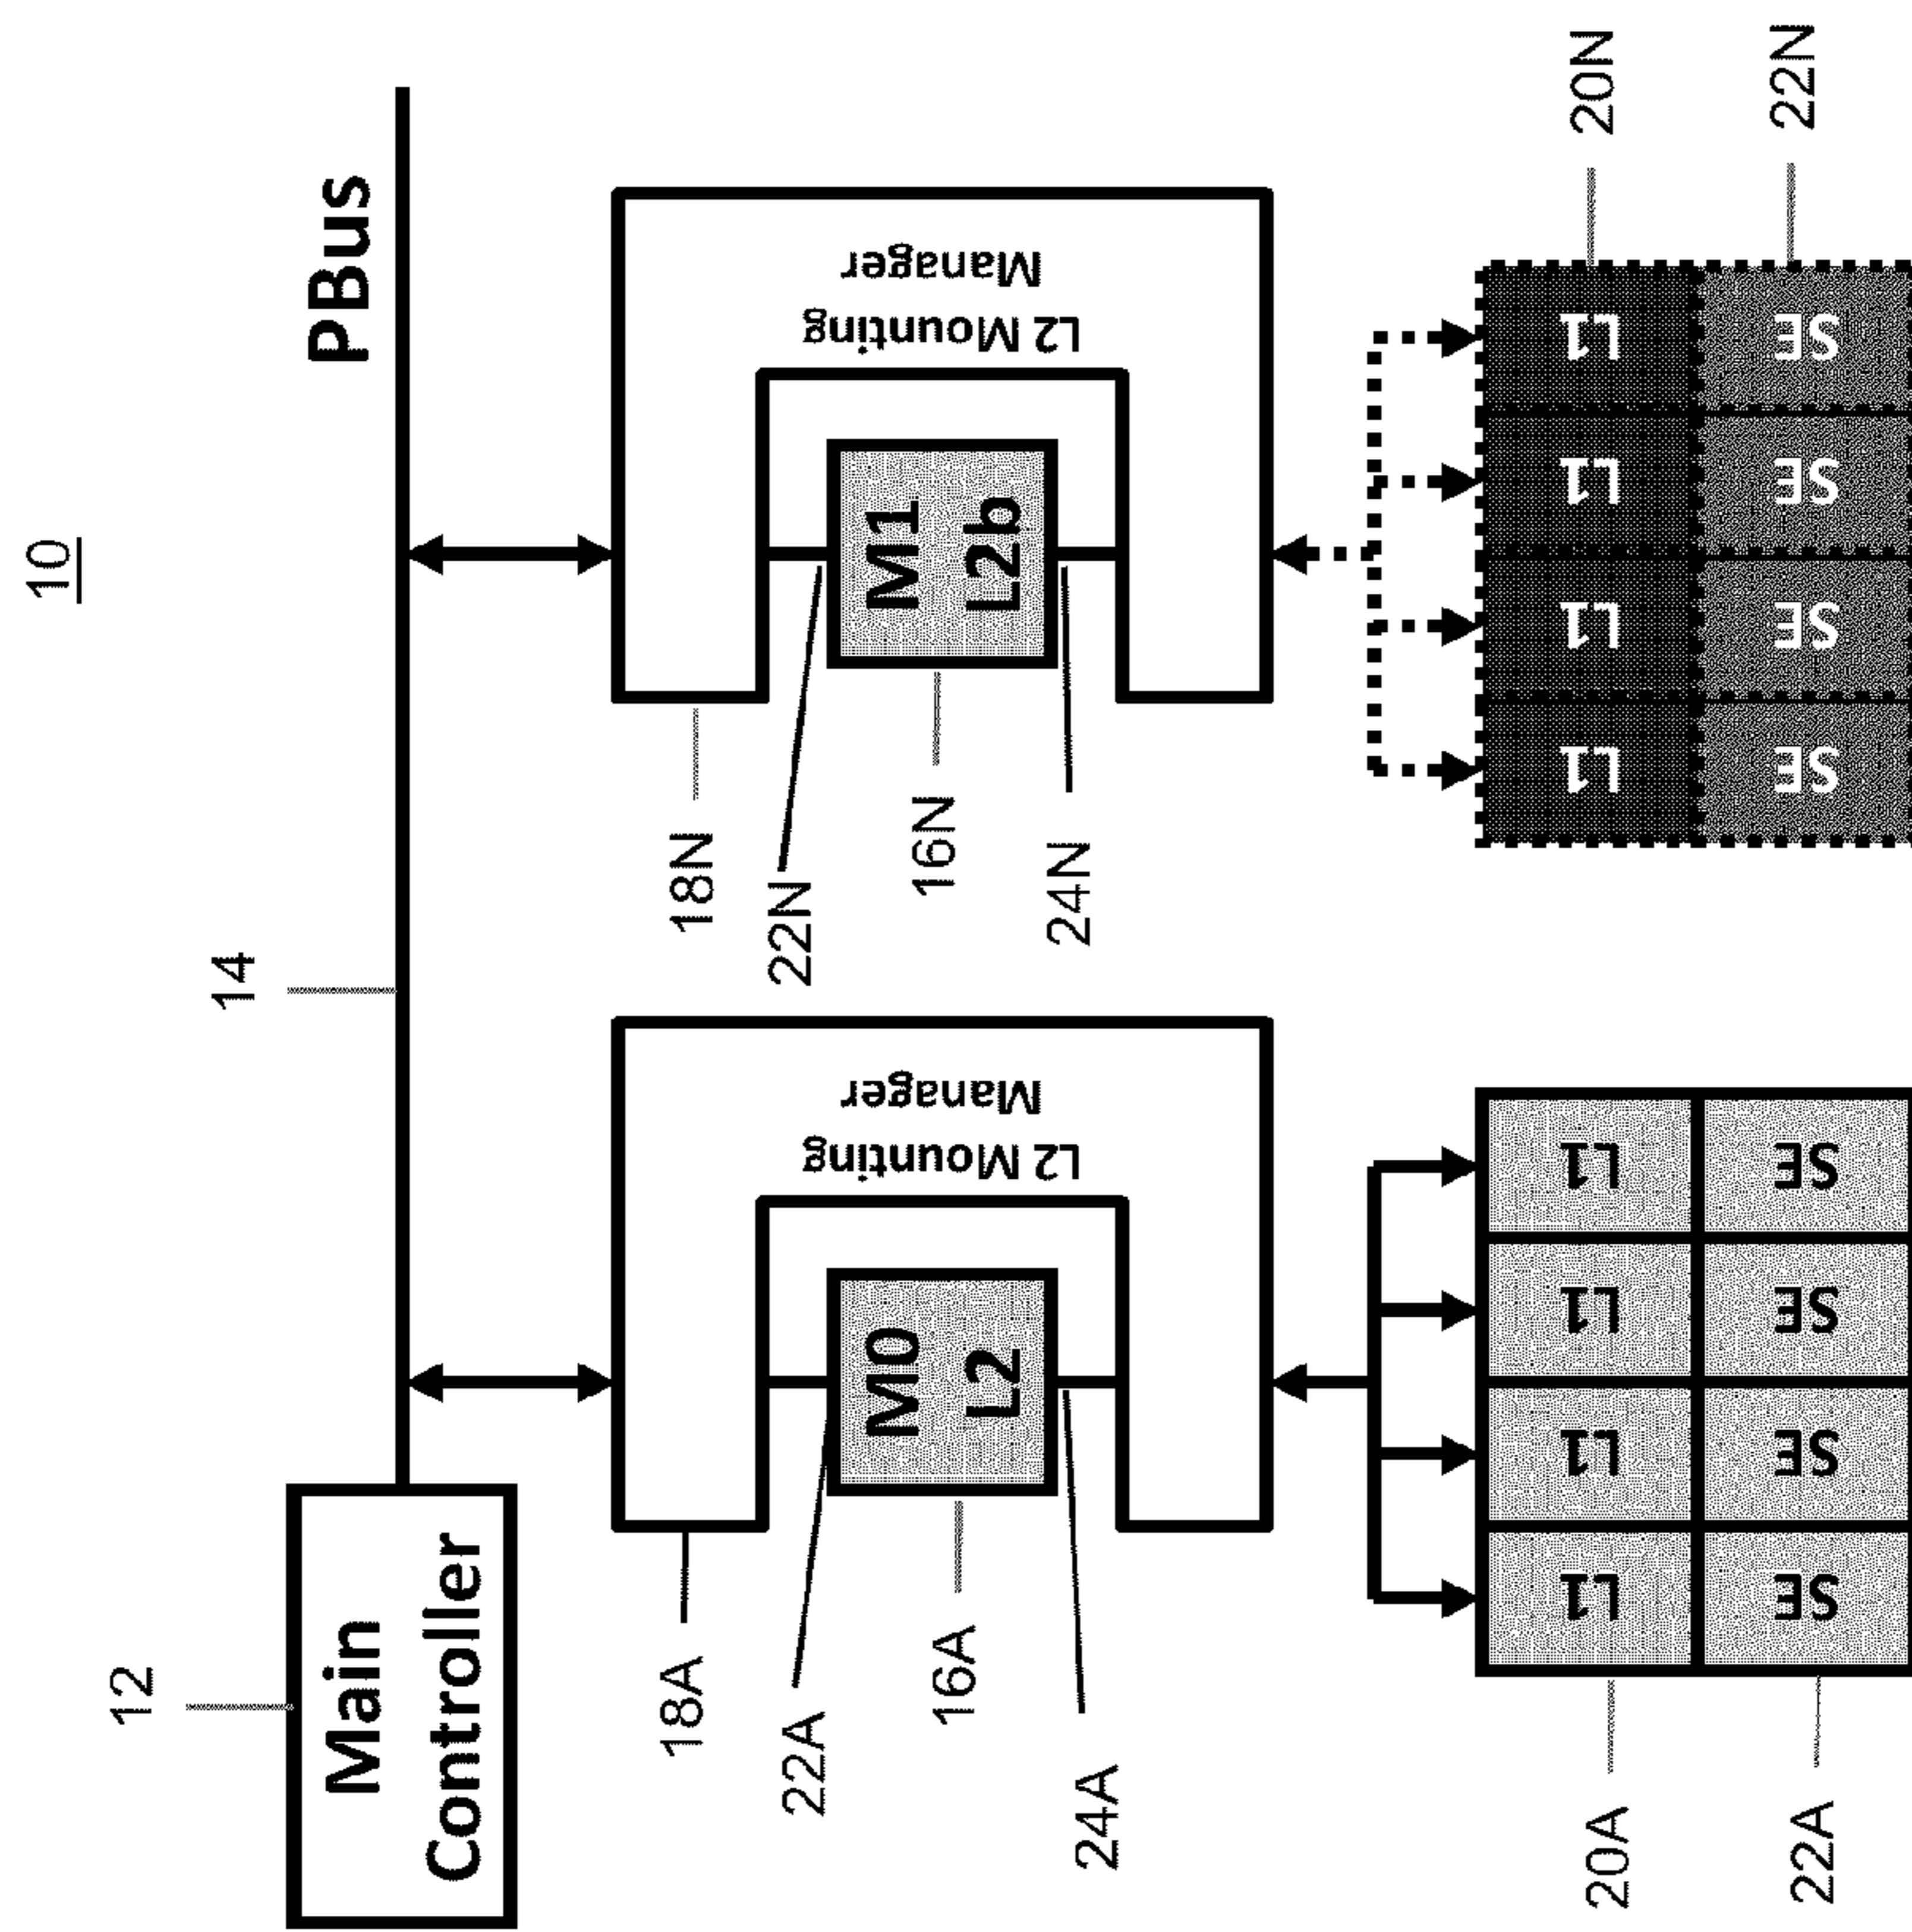 10
12
Main
Controller
14
PBus
18A
22A
16A
24A
M0
L2
L2 Mounting
Manager
18N
22N
16N
24N
M1
L2b
L2 Mounting
Manager
20A
L1
L1
L1
L1
22A
SE
SE
SE
SE
L1
L1
L1
L1
20N
SE
SE
SE
SE
22N